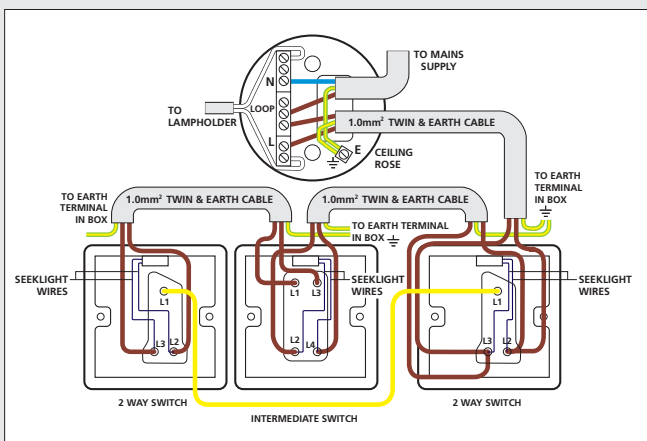 TO MAINS
SUPPLY
N
LOOP
TO
LAMPHOLDER
L
1.0mm² TWIN & EARTH CABLE
E
CEILING
ROSE
TO EARTH
TERMINAL
IN BOX
TO EARTH
TERMINAL
IN BOX
1.0mm² TWIN & EARTH CABLE
1.0mm² TWIN & EARTH CABLE
TO EARTH TERMINAL
IN BOX
SEEKLIGHT
WIRES
L1
L3 L2
L1 L3
L2 L4
SEEKLIGHT
WIRES
L1
L3 L2
SEEKLIGHT
WIRES
2 WAY SWITCH
INTERMEDIATE SWITCH
2 WAY SWITCH